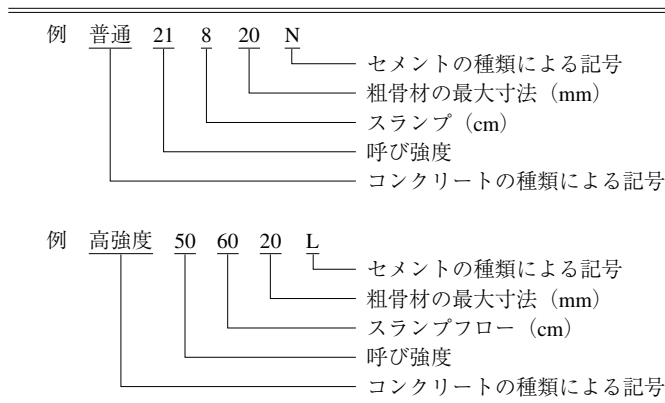 例 普通 21 8 20 N
セメントの種類による記号
粗骨材の最大寸法（mm）
スランプ（cm）
呼び強度
コンクリートの種類による記号
例 高強度 50 60 20 L
セメントの種類による記号
粗骨材の最大寸法（mm）
スランプフロー（cm）
呼び強度
コンクリートの種類による記号